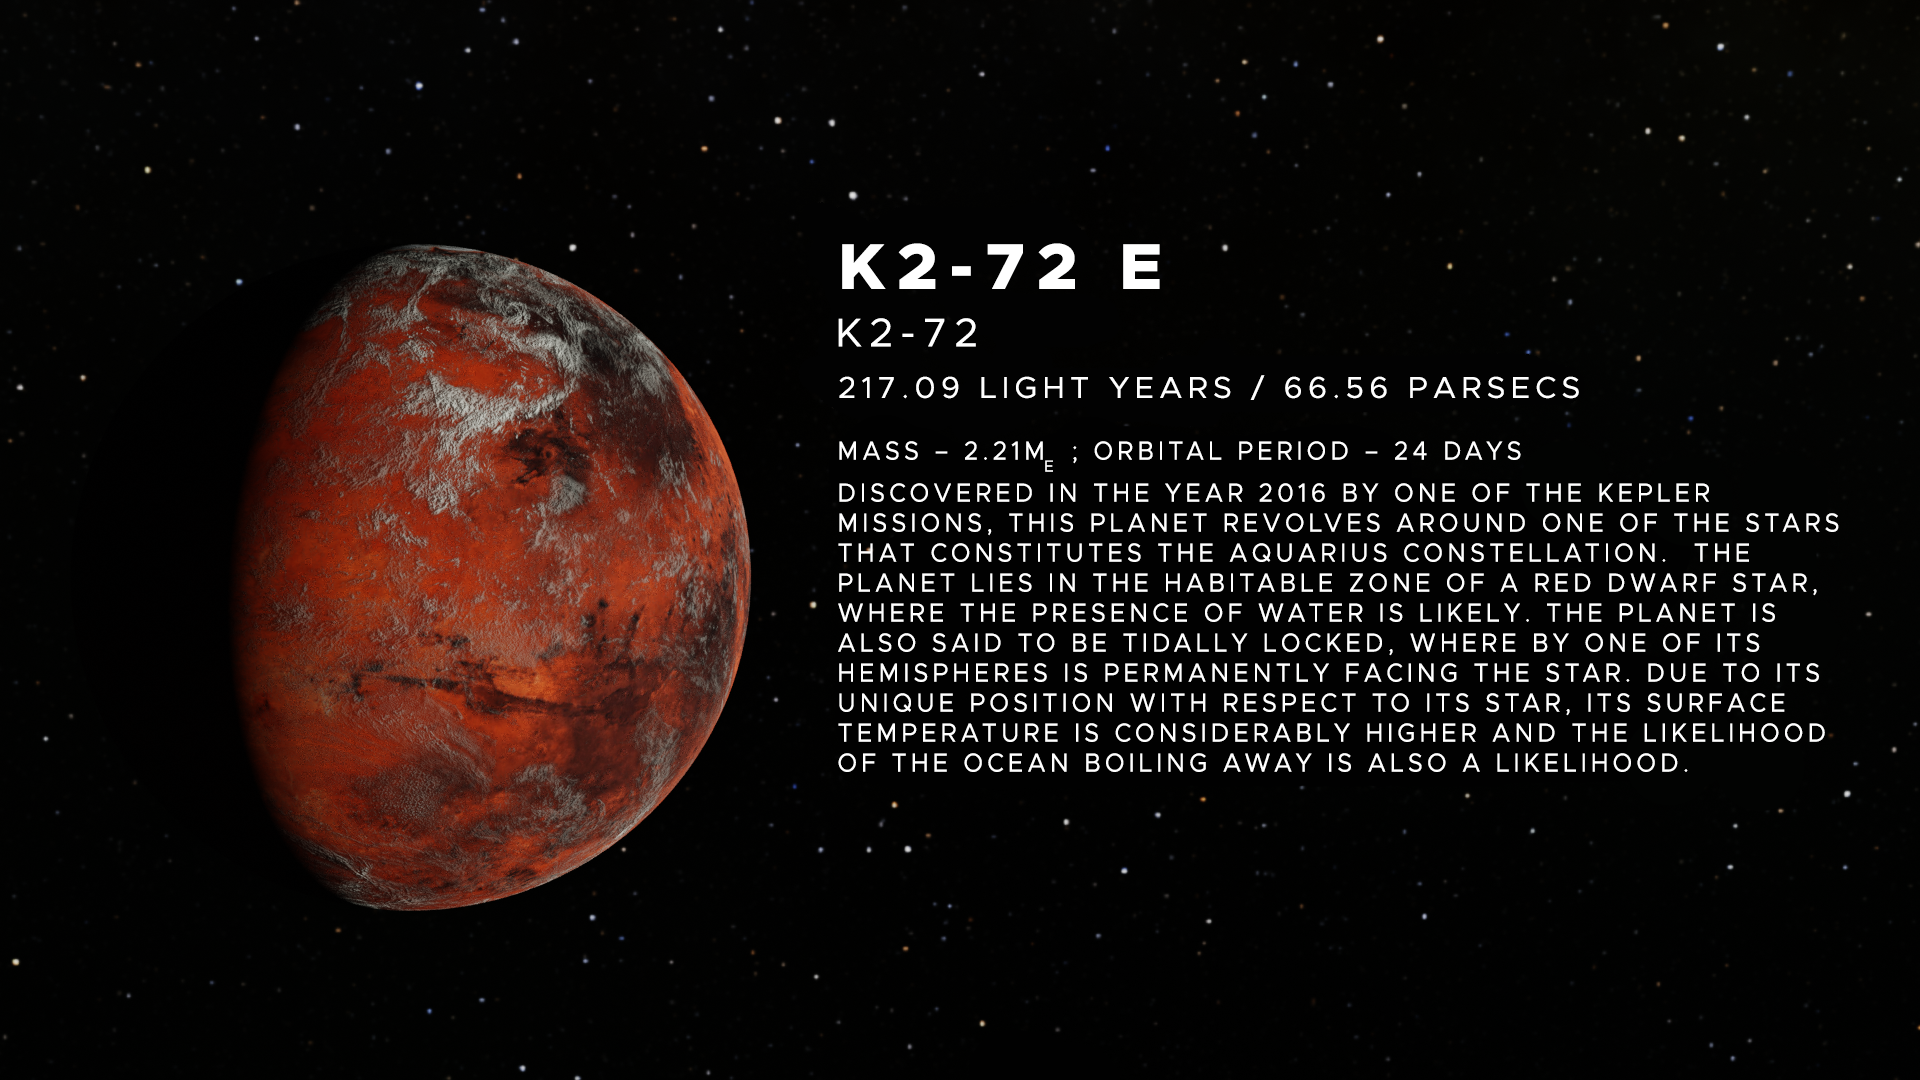 K2-72 E
K2-72
217.09 LIGHT YEARS / 66.56 PARSECS
MASS – 2.21ME ; ORBITAL PERIOD – 24 DAYS
DISCOVERED IN THE YEAR 2016 BY ONE OF THE KEPLER
MISSIONS, THIS PLANET REVOLVES AROUND ONE OF THE STARS
THAT CONSTITUTES THE AQUARIUS CONSTELLATION. THE
PLANET LIES IN THE HABITABLE ZONE OF A RED DWARF STAR,
WHERE THE PRESENCE OF WATER IS LIKELY. THE PLANET IS
ALSO SAID TO BE TIDALLY LOCKED, WHERE BY ONE OF ITS
HEMISPHERES IS PERMANENTLY FACING THE STAR. DUE TO ITS
UNIQUE POSITION WITH RESPECT TO ITS STAR, ITS SURFACE
TEMPERATURE IS CONSIDERABLY HIGHER AND THE LIKELIHOOD
OF THE OCEAN BOILING AWAY IS ALSO A LIKELIHOOD.